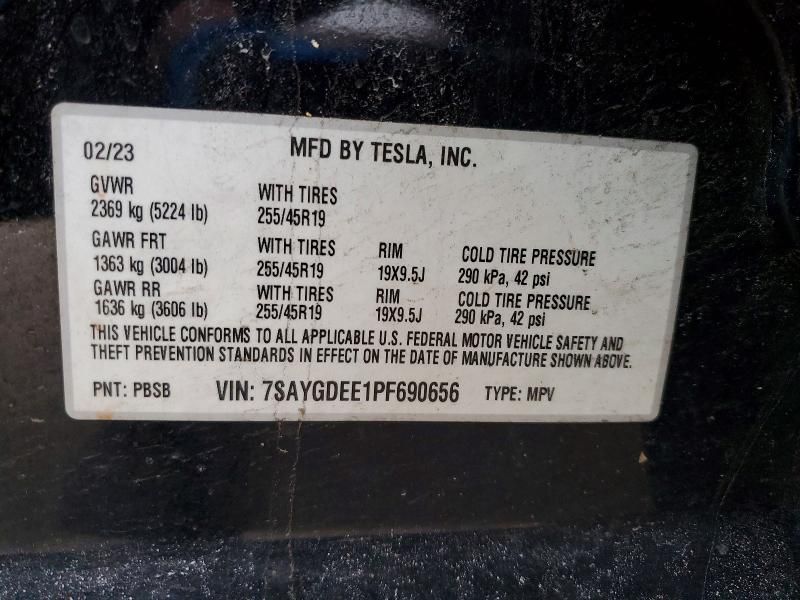 02/23 MFD BY TESLA, INC.
GVWR WITH TIRES
2369 kg (5224 lb) 255/45R19
GAWR FRT WITH TIRES RIM COLD TIRE PRESSURE
1363 kg (3004 lb) 255/45R19 19X9.5J 290 kPa, 42 psi
GAWR RR WITH TIRES RIM COLD TIRE PRESSURE
1636 kg (3606 lb) 255/45R19 19X9.5J 290 kPa, 42 psi
THIS VEHICLE CONFORMS TO ALL APPLICABLE U.S. FEDERAL MOTOR VEHICLE SAFETY AND
THEFT PREVENTION STANDARDS IN EFFECT ON THE DATE OF MANUFACTURE SHOWN ABOVE.
PNT: PBSB VIN: 7SAYGDEE1PF690656 TYPE: MPV